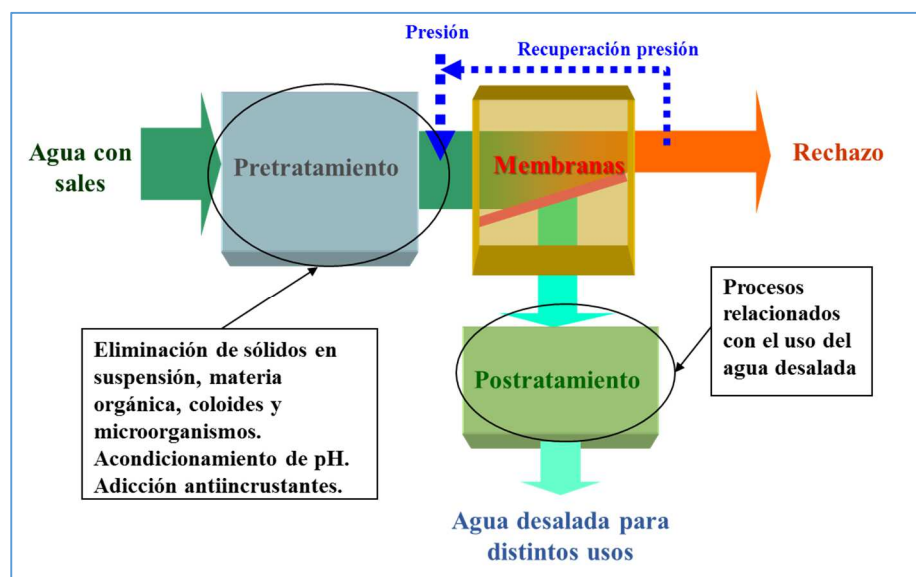 Presión
Recuperación presión
Agua con
sales
Pretratamiento
Membranas
Rechazo
Eliminación de sólidos en
suspensión, materia
orgánica, coloides y
microorganismos.
Acondicionamiento de pH.
Adicción antiincrustantes.
Postratamiento
Procesos
relacionados
con el uso del
agua desalada
Agua desalada para
distintos usos